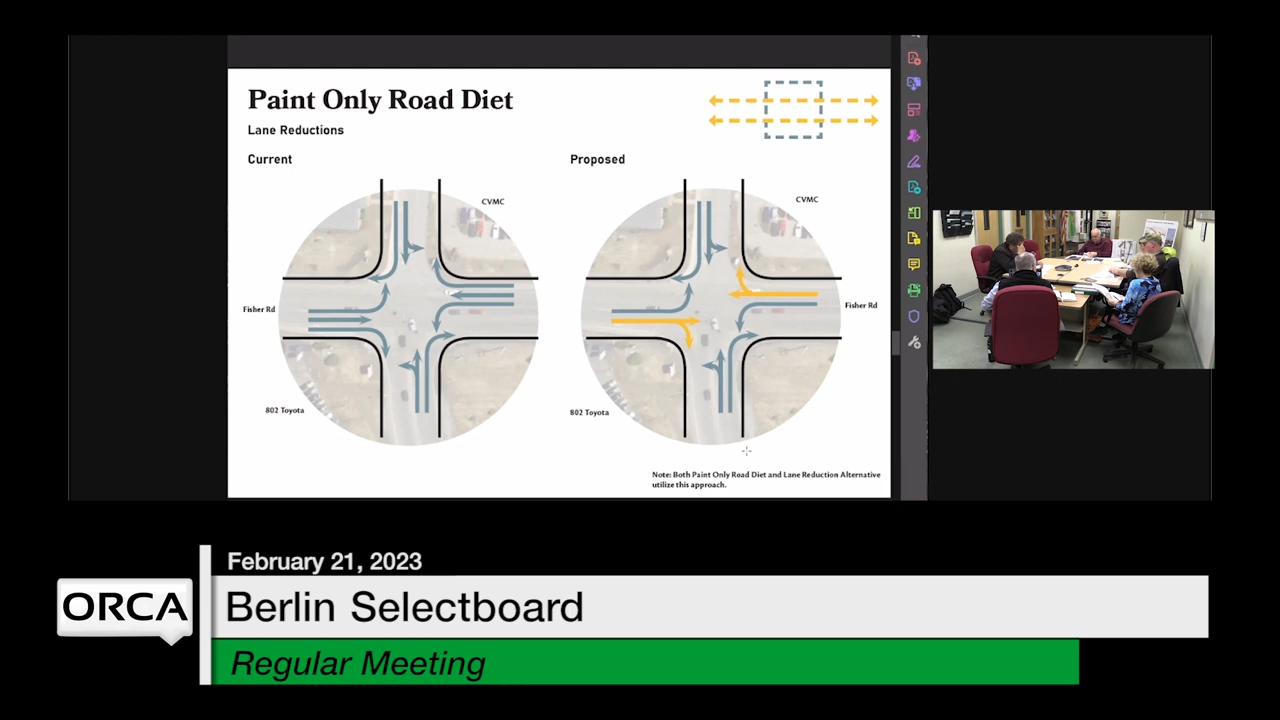 Paint Only Road Diet
Lane Reductions
Current
Proposed
CVMC
CVMC
Fisher Rd
Fisher Rd
802 Toyota
802 Toyota
Note: Both Paint Only Road Diet and Lane Reduction Alternative
utilize this approach.
February 21, 2023
ORCA
Berlin Selectboard
Regular Meeting